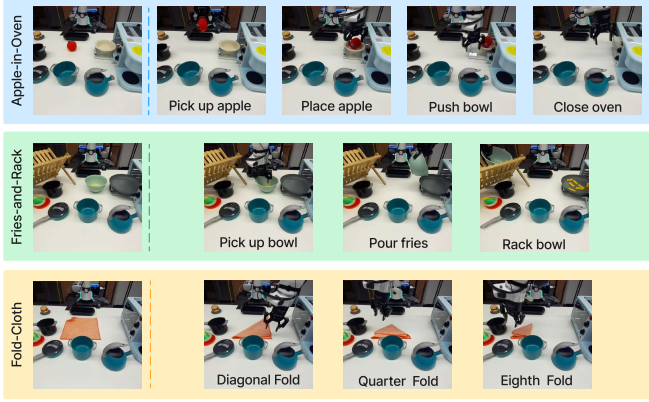 Apple-in-Oven
Pick up apple
Place apple
Push bowl
Close oven
Fries-and-Rack
Pick up bowl
Pour fries
Rack bowl
Fold-Cloth
Diagonal Fold
Quarter Fold
Eighth Fold